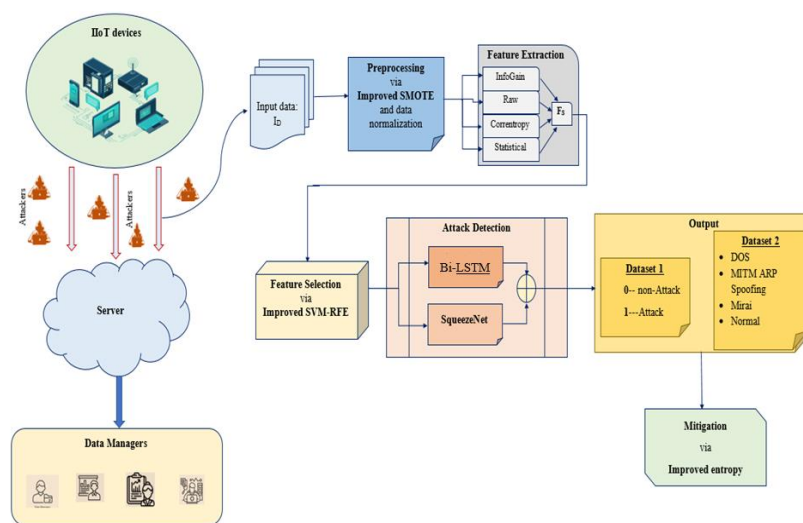 IIoT devices
Attackers
Attackers
Server
Data Managers
Input data:
I_D
Preprocessing
via
Improved SMOTE
and data
normalization
Feature Extraction
InfoGain
Raw
Correntropy
Statistical
Fs
Feature Selection
via
Improved SVM-RFE
Attack Detection
Bi-LSTM
SqueezeNet
Output
Dataset 1
0-- non-Attack
1---Attack
Dataset 2
• DOS
• MITM ARP
Spoofing
• Mirai
• Normal
Mitigation
via
Improved entropy